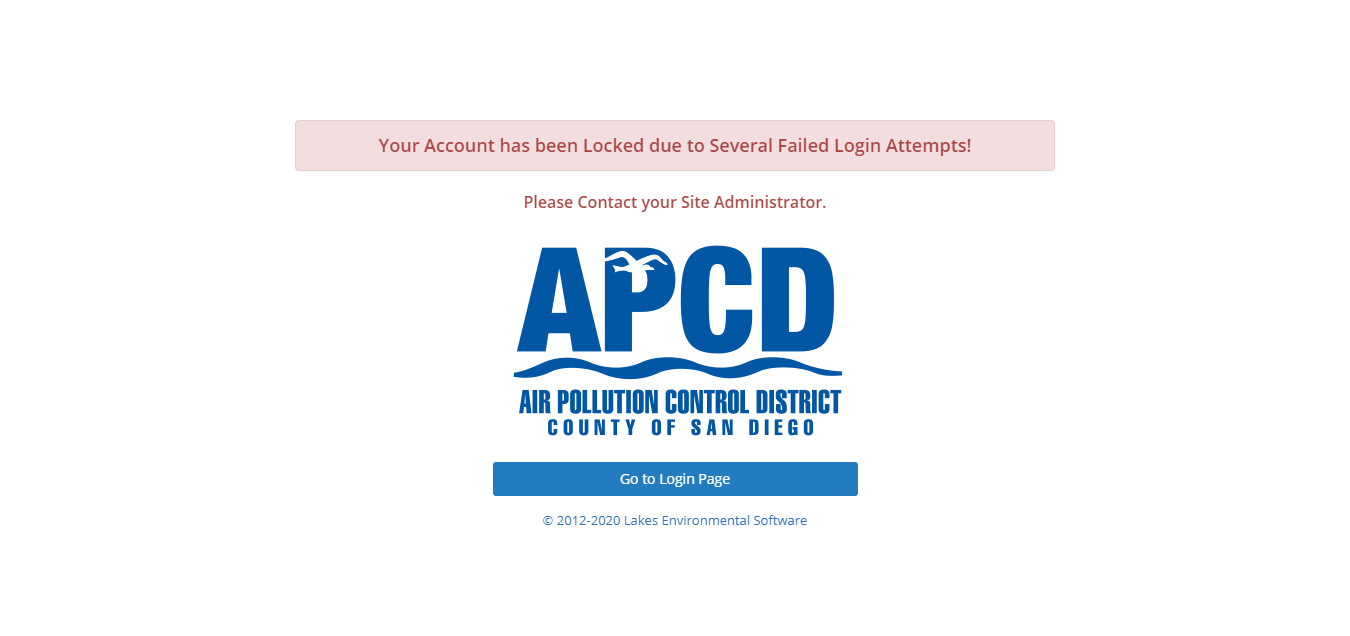 Your Account has been Locked due to Several Failed Login Attempts!
Please Contact your Site Administrator.
APCD
AIR POLLUTION CONTROL DISTRICT
COUNTY OF SAN DIEGO
Go to Login Page
© 2012-2020 Lakes Environmental Software